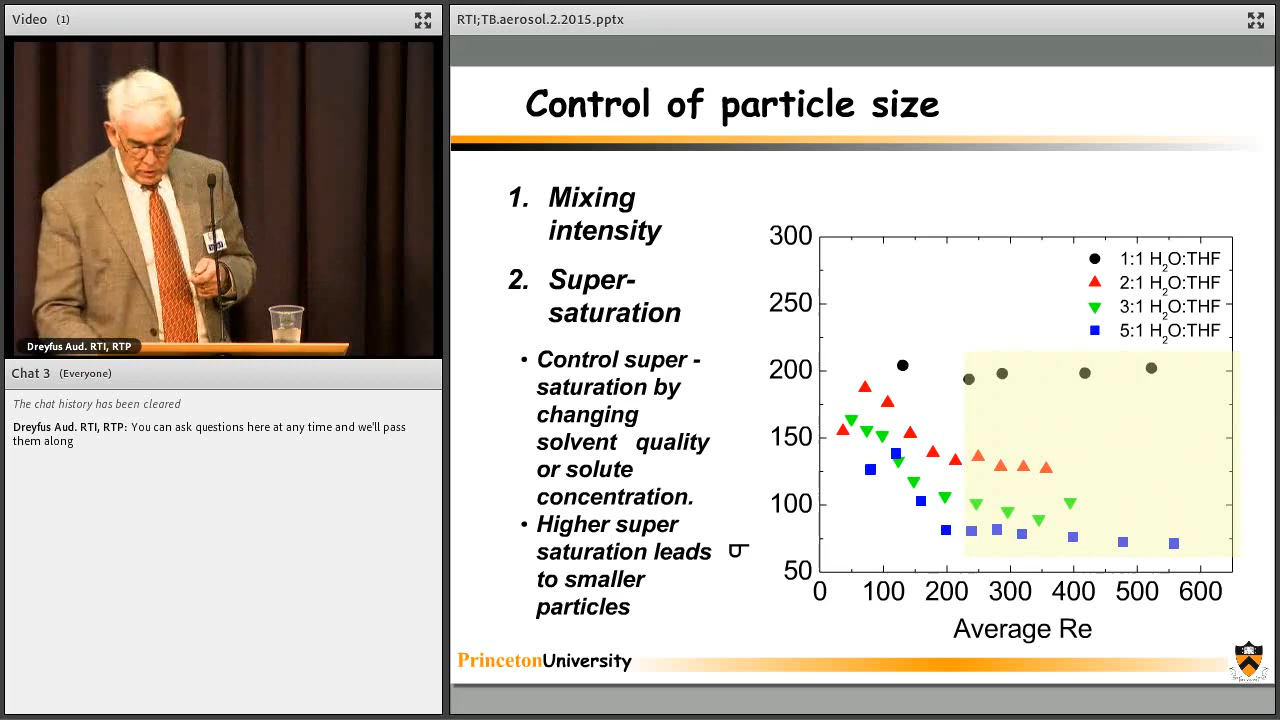 Video (1)
Dreyfus Aud. RTI, RTP
Chat 3 (Everyone)
The chat history has been cleared
Dreyfus Aud. RTI, RTP: You can ask questions here at any time and we'll pass
them along
RTI;TB.aerosol.2.2015.pptx
Control of particle size
1. Mixing
intensity
2. Super-
saturation
• Control super -
saturation by
changing
solvent quality
or solute
concentration.
• Higher super
saturation leads
to smaller
particles
300
250
200
150
100
50
0 100 200 300 400 500 600
Average Re
1:1 H2O:THF
2:1 H2O:THF
3:1 H2O:THF
5:1 H2O:THF
PrincetonUniversity